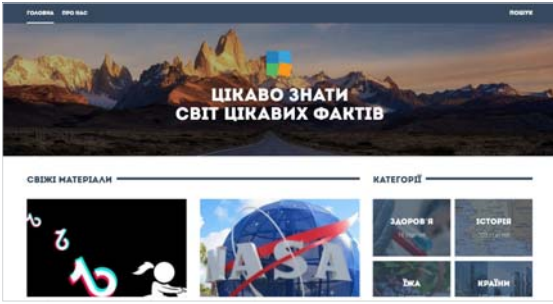 ГОЛОВНА ПРО НАС ПОШУК
ЦІКАВО ЗНАТИ
СВІТ ЦІКАВИХ ФАКТІВ
СВІЖІ МАТЕРІАЛИ
КАТЕГОРІЇ
NASA
ЗДОРОВ'Я
ІСТОРІЯ
ЇЖА
КРАЇНИ